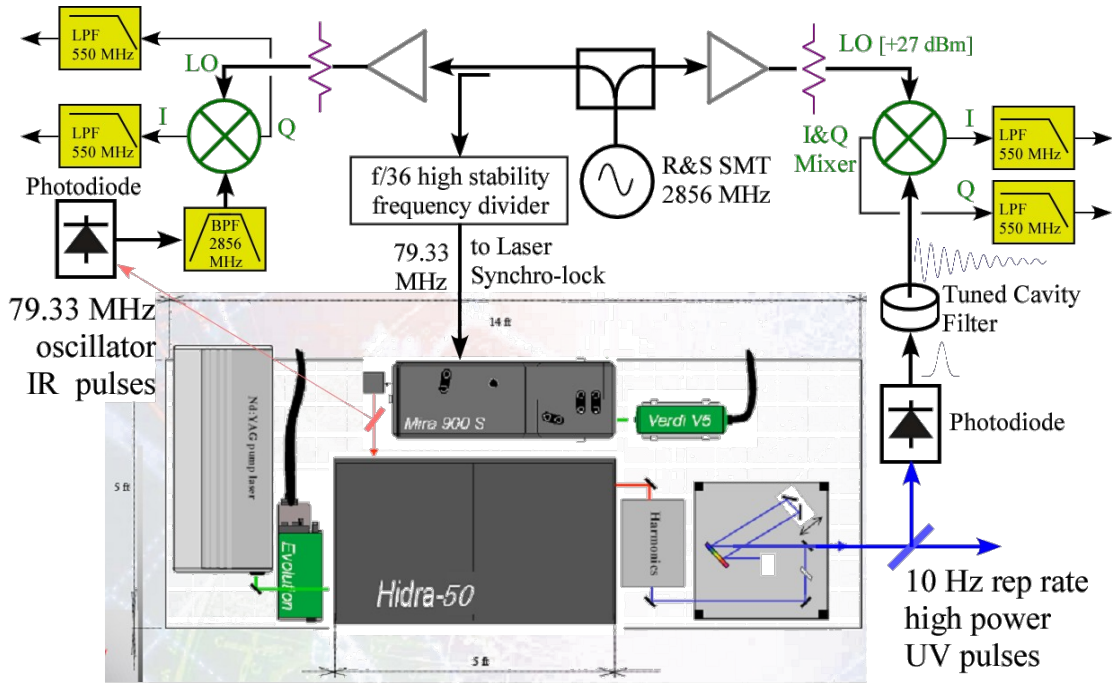 LPF
550 MHz
LO
LO [+27 dBm]
LPF
550 MHz
I
Q
I&Q
Mixer
I
LPF
550 MHz
Q
LPF
550 MHz
R&S SMT
2856 MHz
Photodiode
BPF
2856
MHz
f/36 high stability
frequency divider
79.33
MHz
to Laser
Synchro-lock
Tuned Cavity
Filter
79.33 MHz
oscillator
IR pulses
14 ft
Mira 900 S
Verdi V5
Photodiode
Nd:YAG pump laser
5 ft
Evolution
Hidra-50
Harmonics
10 Hz rep rate
high power
UV pulses
5 ft